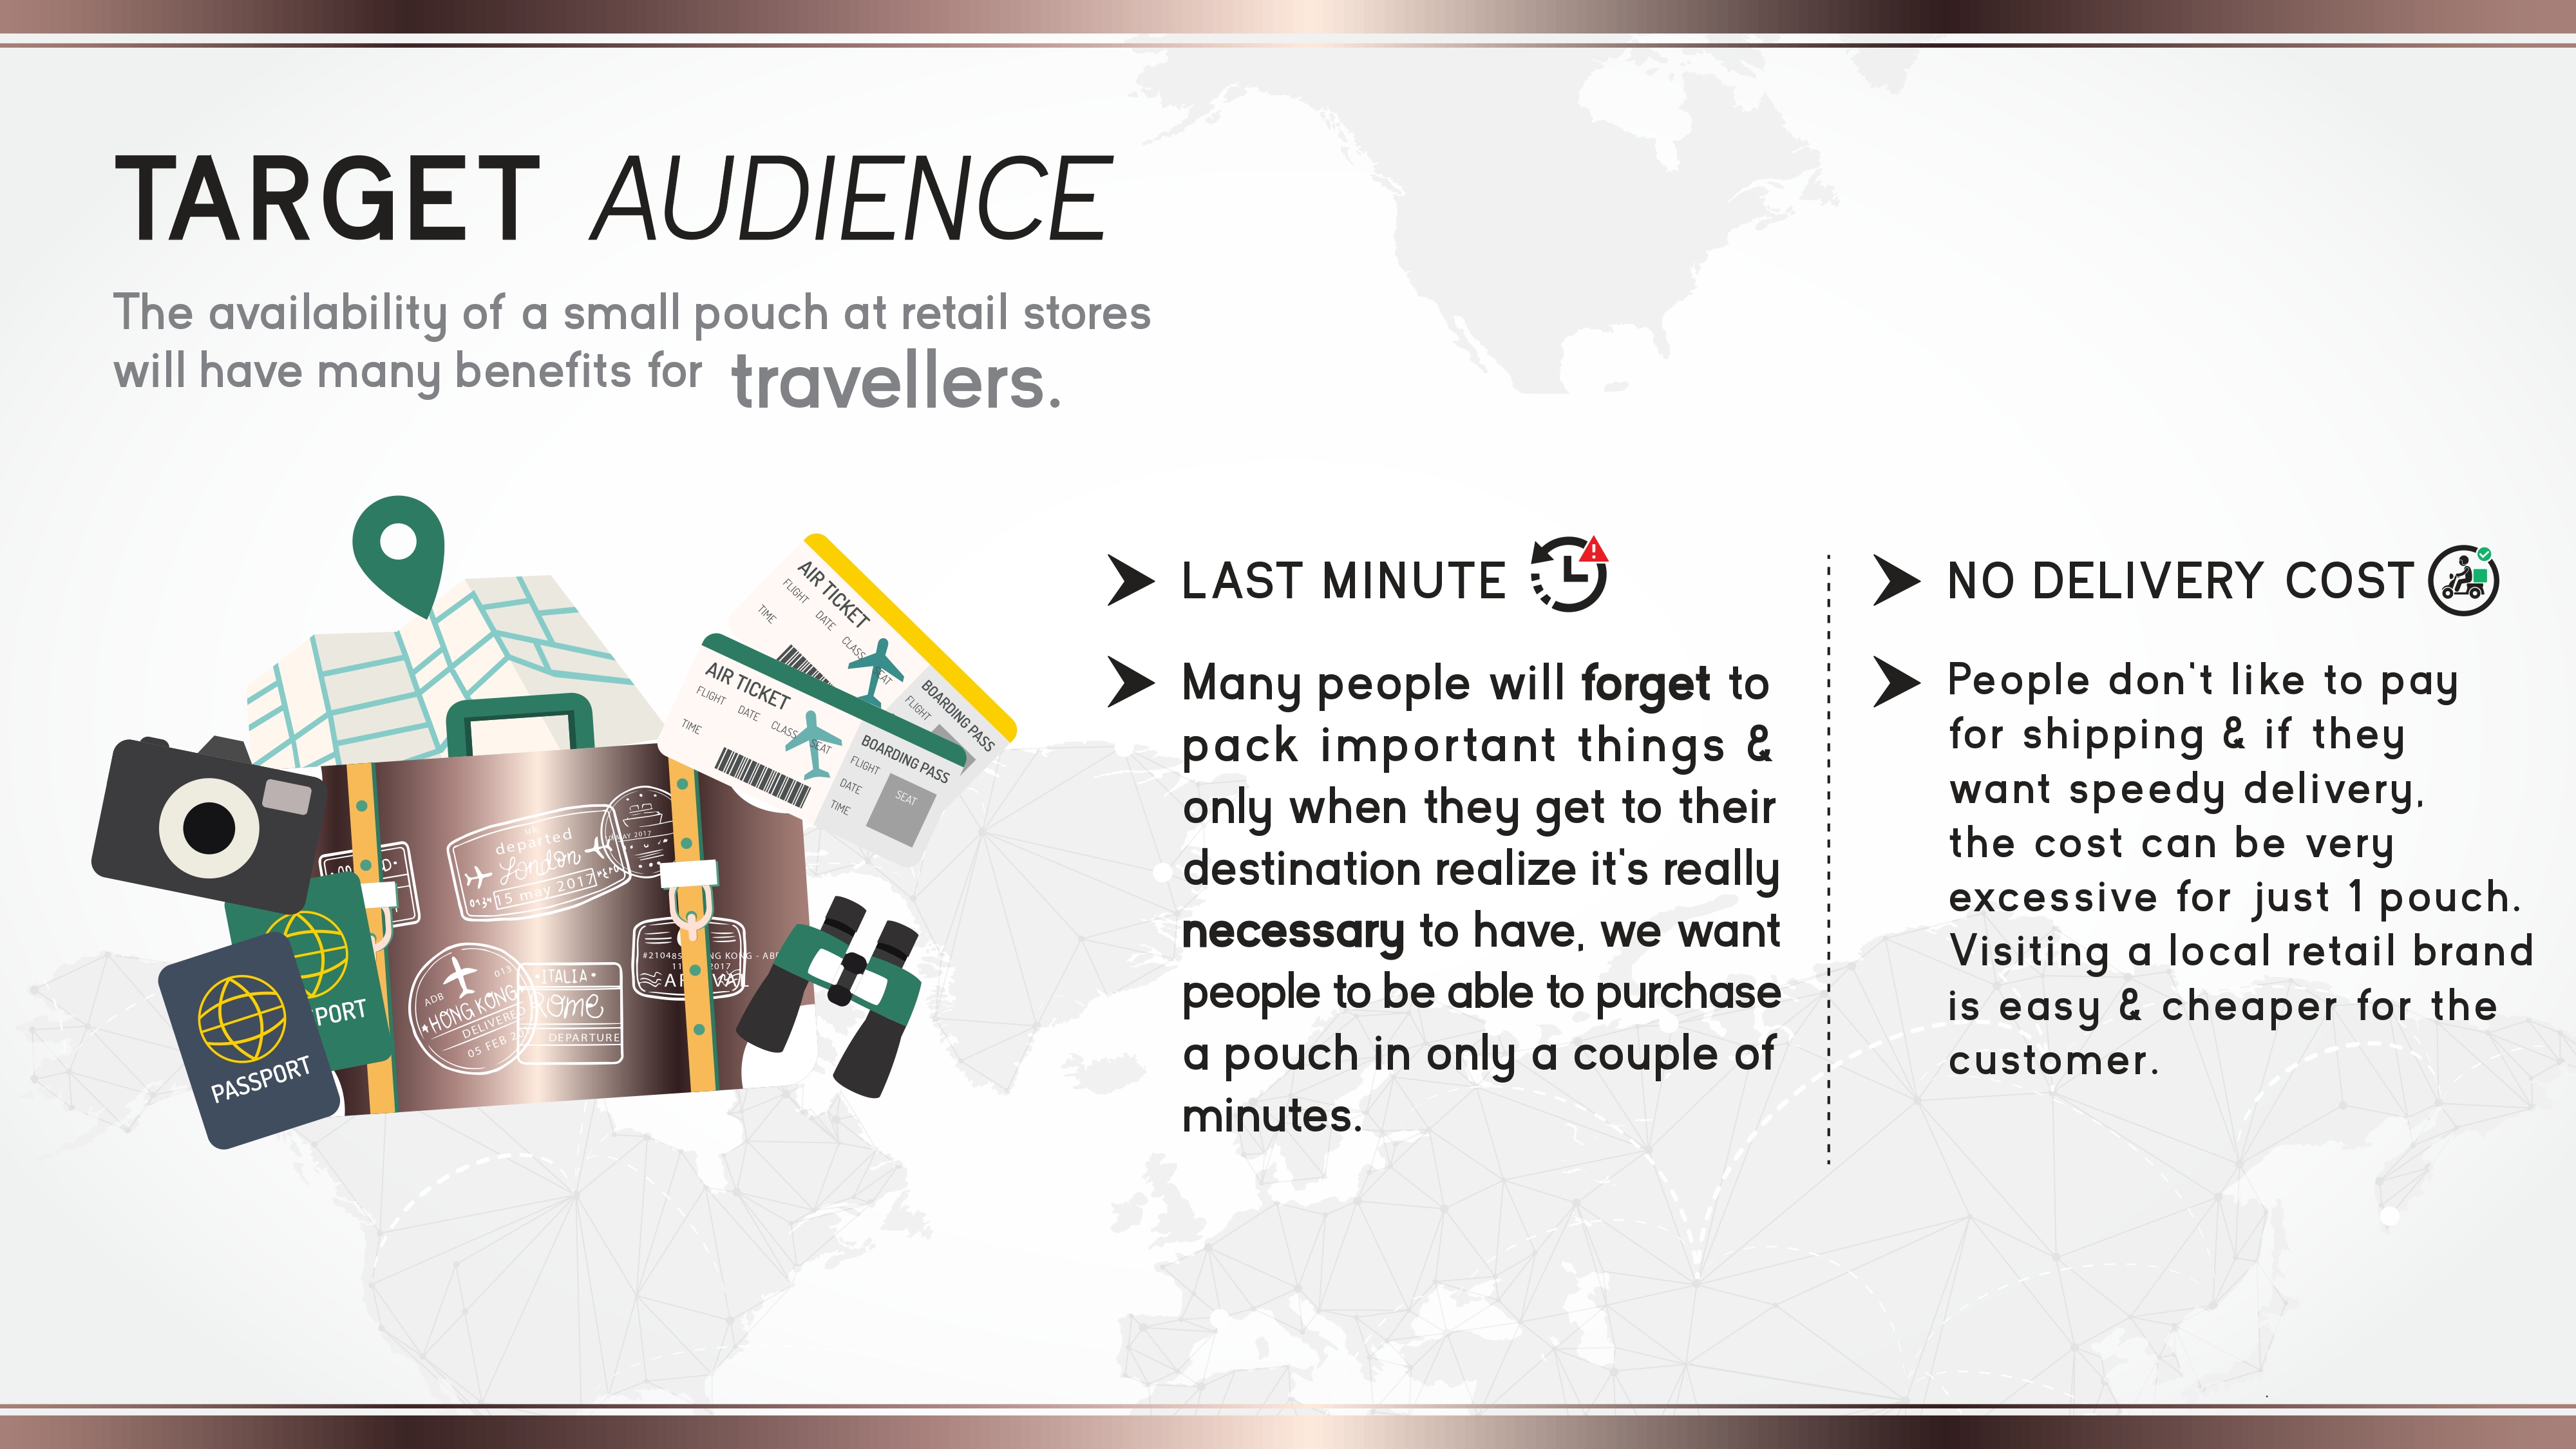 TARGET AUDIENCE
The availability of a small pouch at retail stores
will have many benefits for travellers.
LAST MINUTE
Many people will forget to
pack important things &
only when they get to their
destination realize it's really
necessary to have, we want
people to be able to purchase
a pouch in only a couple of
minutes.
NO DELIVERY COST
People don't like to pay
for shipping & if they
want speedy delivery,
the cost can be very
excessive for just 1 pouch.
Visiting a local retail brand
is easy & cheaper for the
customer.
AIR TICKET
FLIGHT DATE CLASS
TIME
BOARDING PASS
FLIGHT
AIR TICKET
FLIGHT DATE CLASS SEAT
TIME
BOARDING PASS
FLIGHT
DATE
TIME
SEAT
uk
departed
London
15 may 2017
MAY 2017
ADB
HONG KONG
DELIVERED
05 FEB
•ITALIA•
Rome
DEPARTURE
PORT
PASSPORT